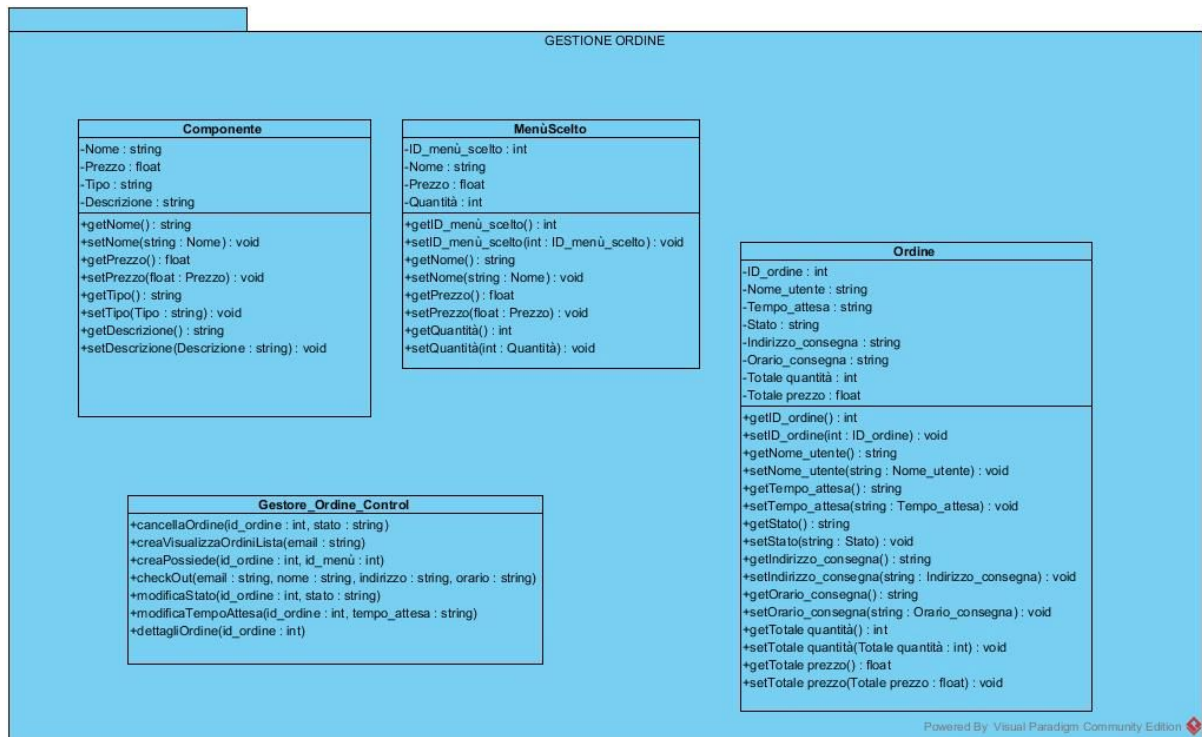 GESTIONE ORDINE
Componente
-Nome : string
-Prezzo : float
-Tipo : string
-Descrizione : string
+getNome() : string
+setNome(string : Nome) : void
+getPrezzo() : float
+setPrezzo(float : Prezzo) : void
+getTipo() : string
+setTipo(Tipo : string) : void
+getDescrizione() : string
+setDescrizione(Descrizione : string) : void
MenùScelto
-ID_menù_scelto : int
-Nome : string
-Prezzo : float
-Quantità : int
+getID_menù_scelto() : int
+setID_menù_scelto(int : ID_menù_scelto) : void
+getNome() : string
+setNome(string : Nome) : void
+getPrezzo() : float
+setPrezzo(float : Prezzo) : void
+getQuantità() : int
+setQuantità(int : Quantità) : void
Ordine
-ID_ordine : int
-Nome_utente : string
-Tempo_attesa : string
-Stato : string
-Indirizzo_consegna : string
-Orario_consegna : string
-Totale quantità : int
-Totale prezzo : float
+getID_ordine() : int
+setID_ordine(int : ID_ordine) : void
+getNome_utente() : string
+setNome_utente(string : Nome_utente) : void
+getTempo_attesa() : string
+setTempo_attesa(string : Tempo_attesa) : void
+getStato() : string
+setStato(string : Stato) : void
+getIndirizzo_consegna() : string
+setIndirizzo_consegna(string : Indirizzo_consegna) : void
+getOrario_consegna() : string
+setOrario_consegna(string : Orario_consegna) : void
+getTotale quantità() : int
+setTotale quantità(Totale quantità : int) : void
+getTotale prezzo() : float
+setTotale prezzo(Totale prezzo : float) : void
Gestore_Ordine_Control
+cancellaOrdine(id_ordine : int, stato : string)
+creaVisualizzaOrdiniLista(email : string)
+creaPossiede(id_ordine : int, id_menù : int)
+checkOut(email : string, nome : string, indirizzo : string, orario : string)
+modificaStato(id_ordine : int, stato : string)
+modificaTempoAttesa(id_ordine : int, tempo_attesa : string)
+dettagliOrdine(id_ordine : int)
Powered By Visual Paradigm Community Edition